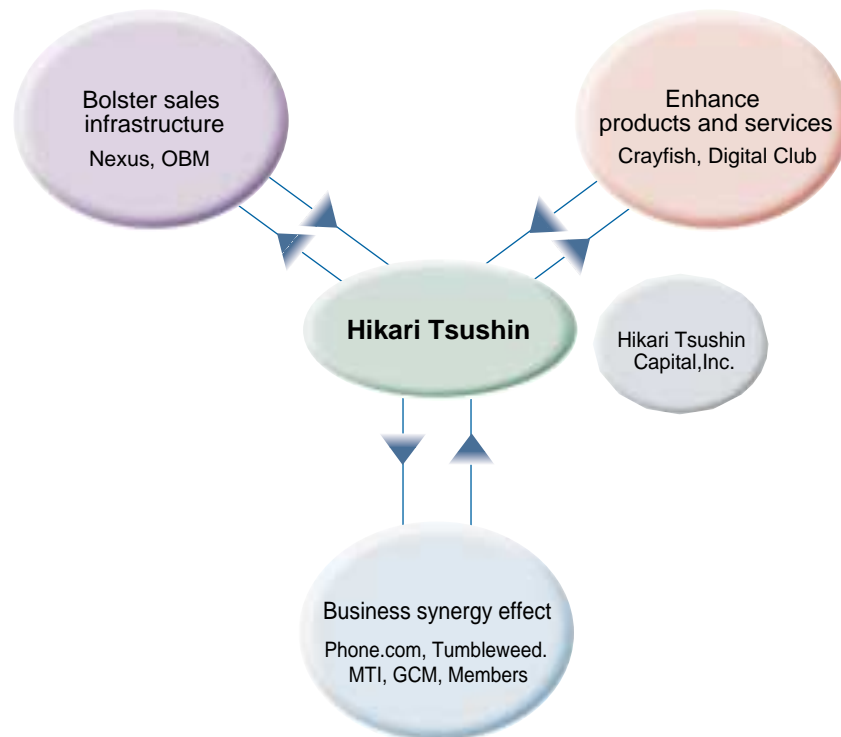 Bolster sales
infrastructure
Nexus, OBM
Enhance
products and services
Crayfish, Digital Club
Hikari Tsushin
Hikari Tsushin
Capital,Inc.
Business synergy effect
Phone.com, Tumbleweed.
MTI, GCM, Members